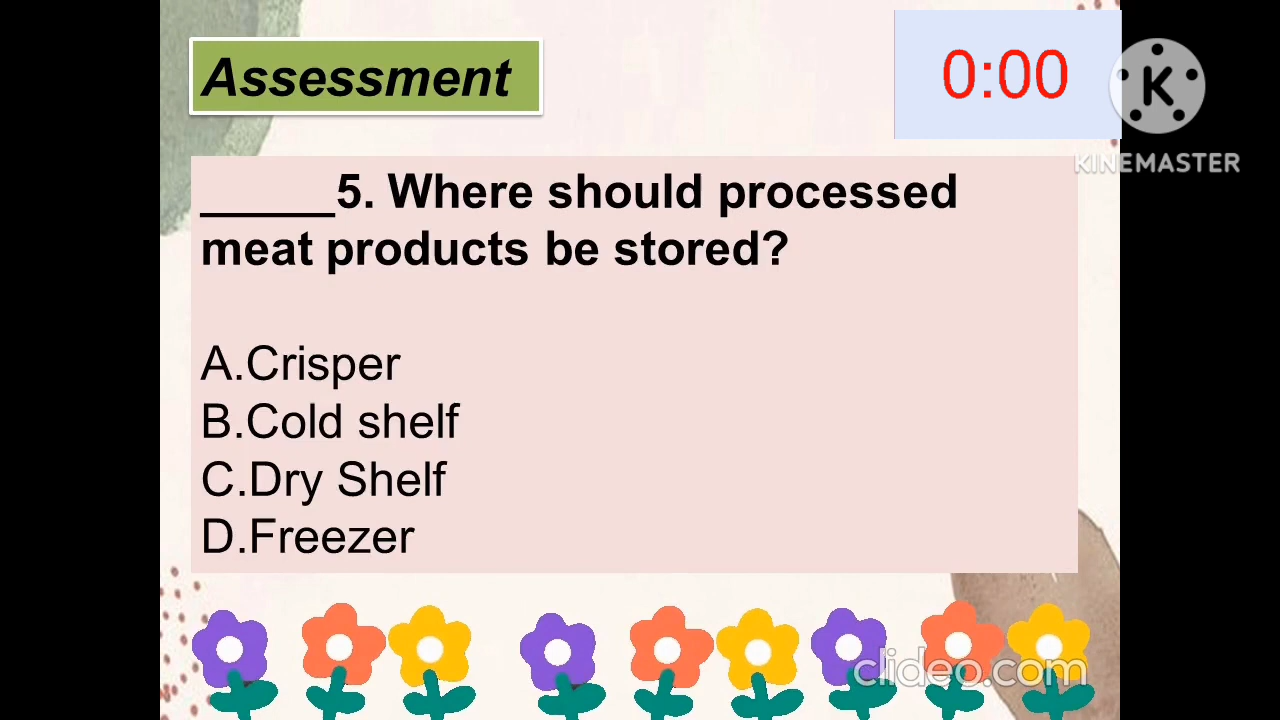 Assessment
0:00
K
KINEMASTER
_____5. Where should processed
meat products be stored?
A.Crisper
B.Cold shelf
C.Dry Shelf
D.Freezer
clideo.com